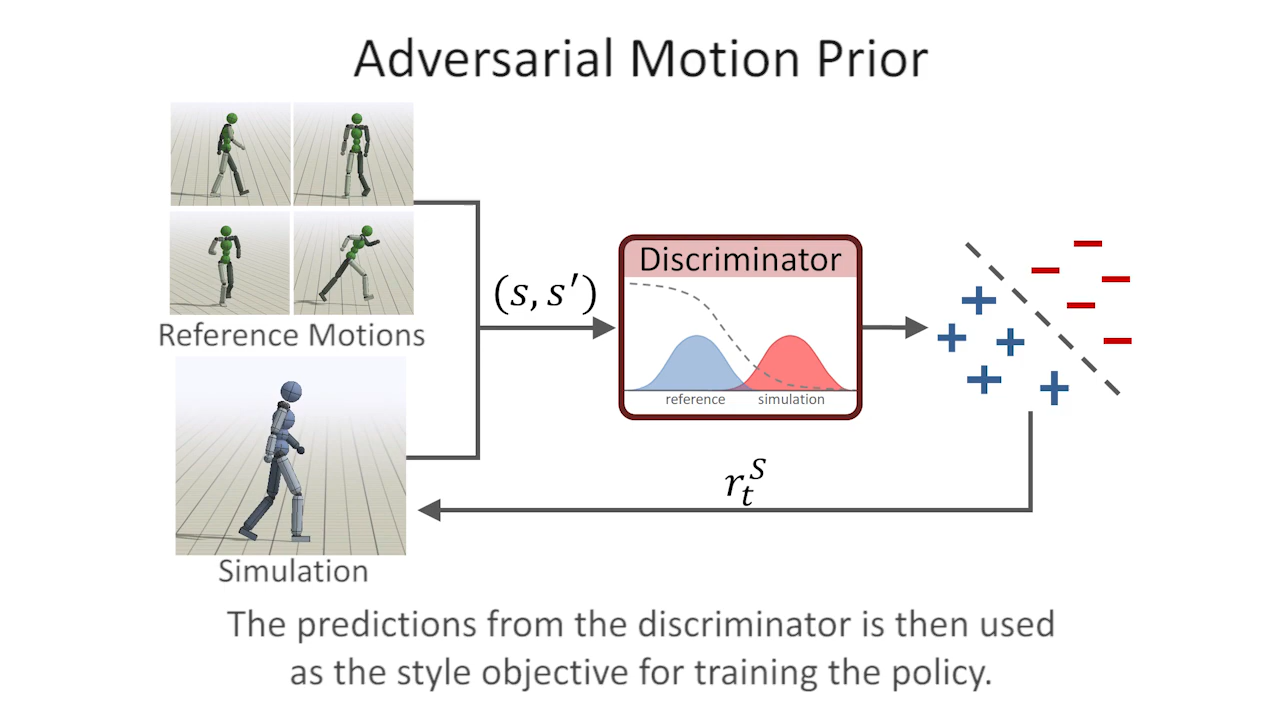 Adversarial Motion Prior
Reference Motions
(s, s′)
Discriminator
reference simulation
r_t^S
Simulation
The predictions from the discriminator is then used
as the style objective for training the policy.